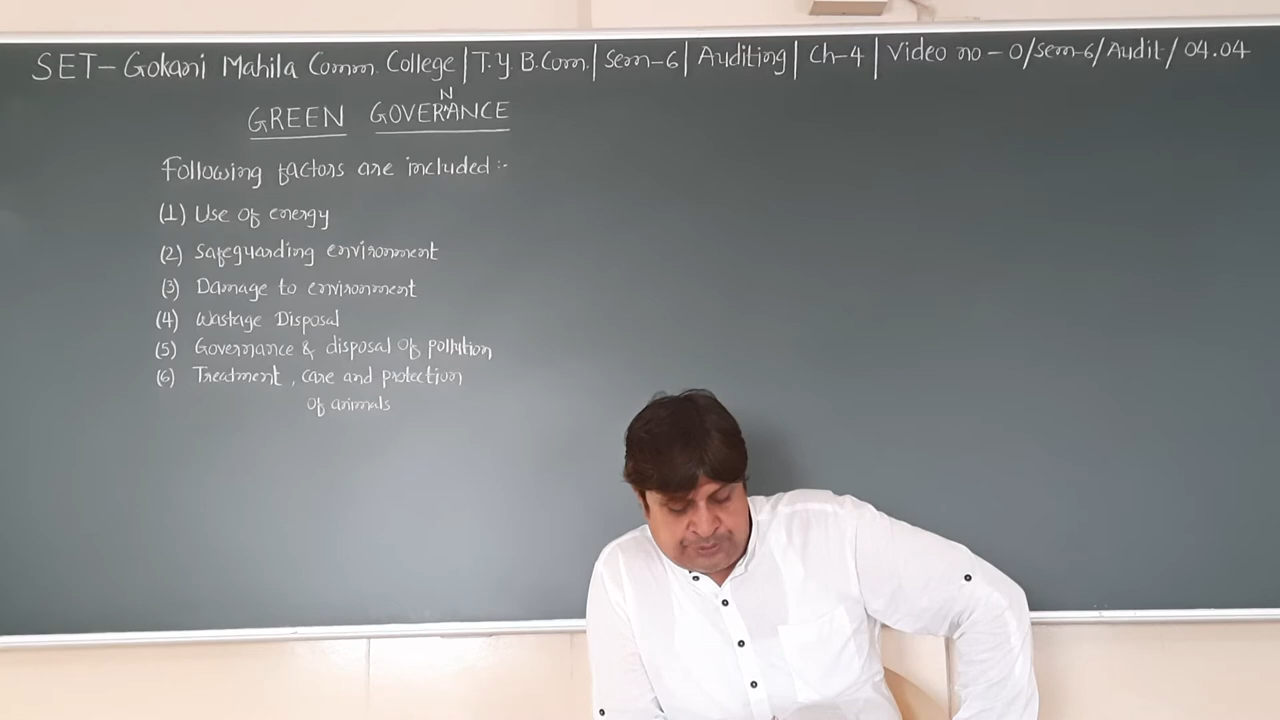 SET- Gokani Mahila Comm. College | T.Y. B.Com. | Sem-6 | Auditing | Ch-4 | Video no - O/sem-6/Audit/04.04
GREEN GOVERNANCE
Following factors are included :-
(1) Use of energy
(2) Safeguarding environment
(3) Damage to environment
(4) Wastage Disposal
(5) Governance & disposal of pollution
(6) Treatment, care and protection
of animals